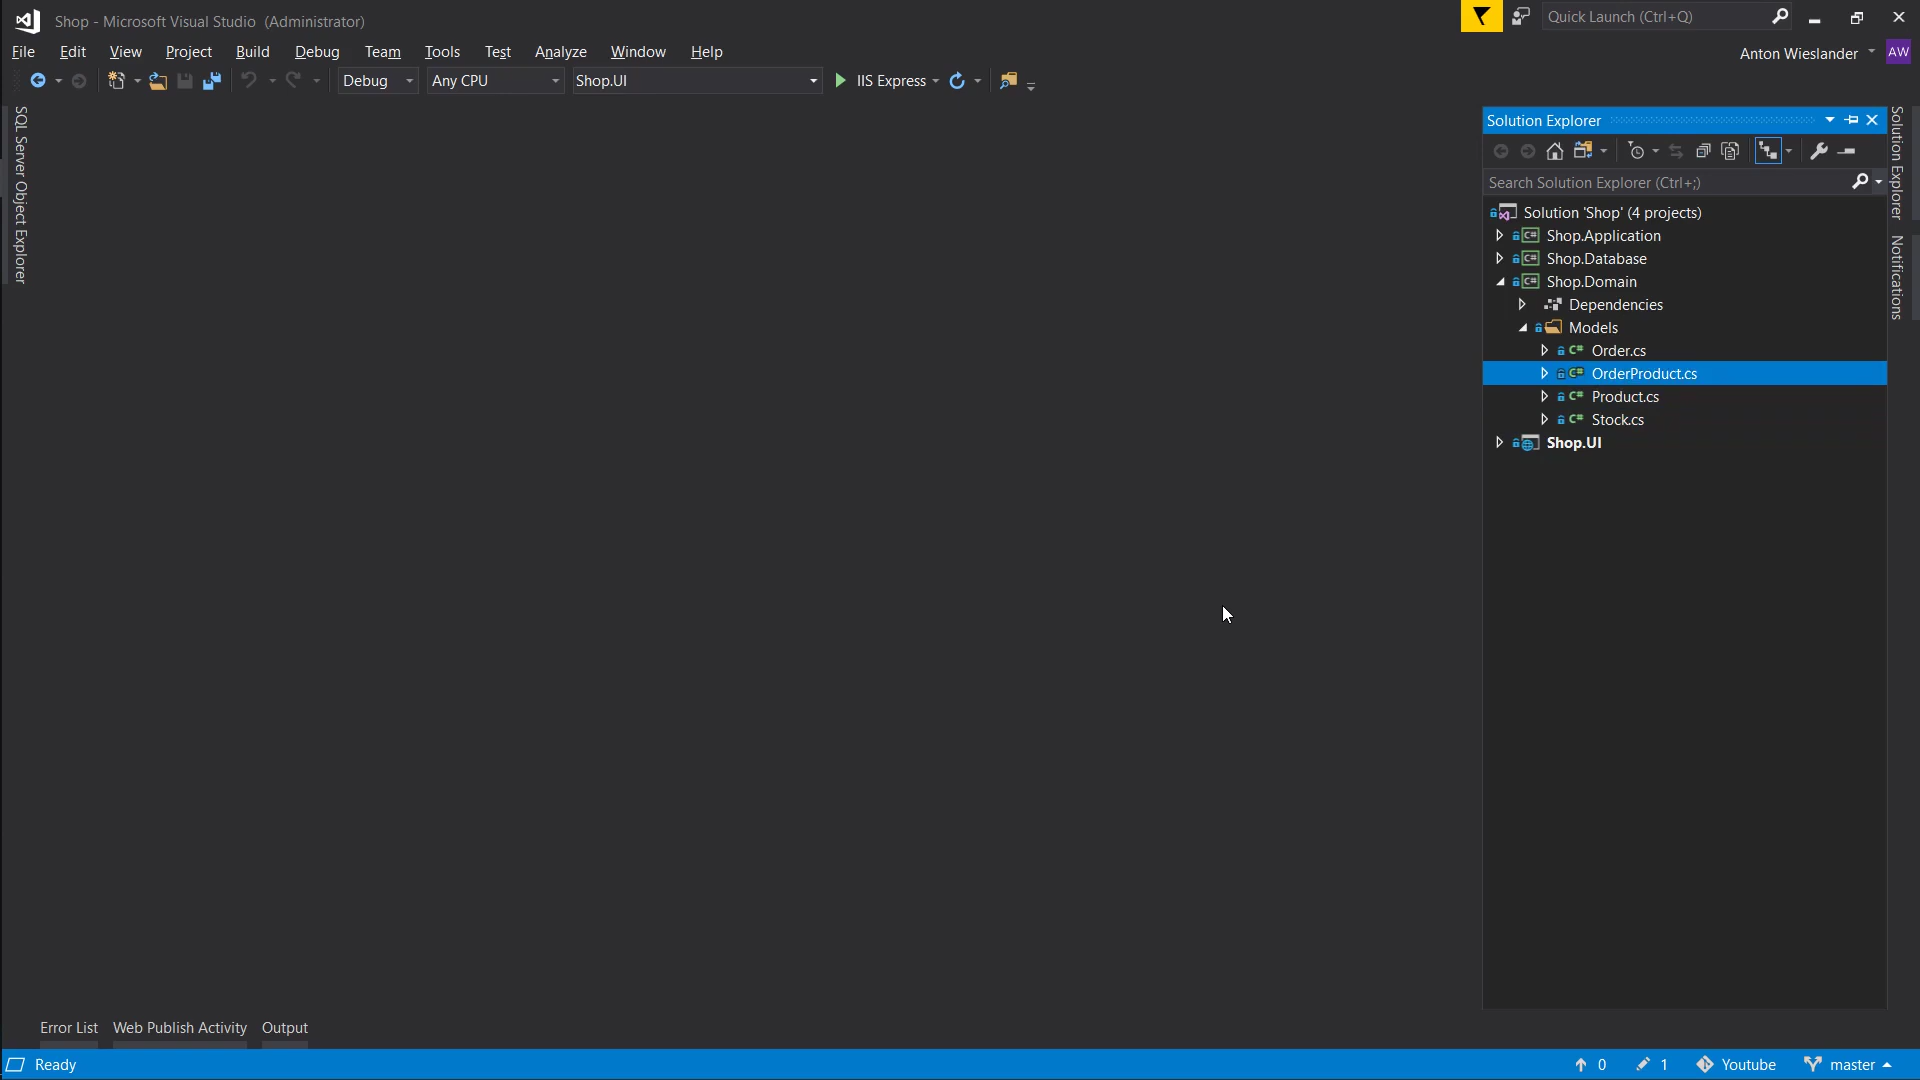 Shop - Microsoft Visual Studio (Administrator)
Quick Launch (Ctrl+Q)
File Edit View Project Build Debug Team Tools Test Analyze Window Help
Anton Wieslander AW
Debug Any CPU Shop.UI IIS Express
SQL Server Object Explorer
Solution Explorer
Search Solution Explorer (Ctrl+;)
Solution 'Shop' (4 projects)
C# Shop.Application
C# Shop.Database
C# Shop.Domain
Dependencies
Models
C# Order.cs
C# OrderProduct.cs
C# Product.cs
C# Stock.cs
Shop.UI
Solution Explorer
Notifications
Error List Web Publish Activity Output
Ready
0 1 Youtube master